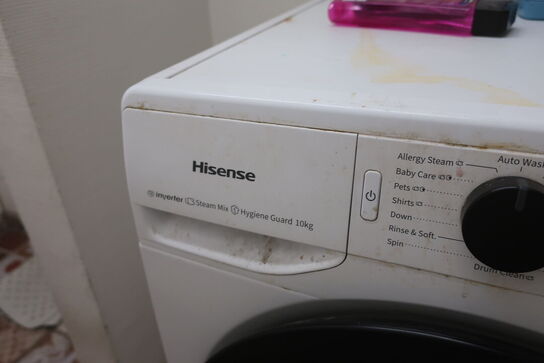 Hisense
inverter Steam Mix Hygiene Guard 10kg
Allergy Steam
Baby Care
Pets
Shirts
Down
Rinse & Soft.
Spin
Auto Wash
Drum Clean